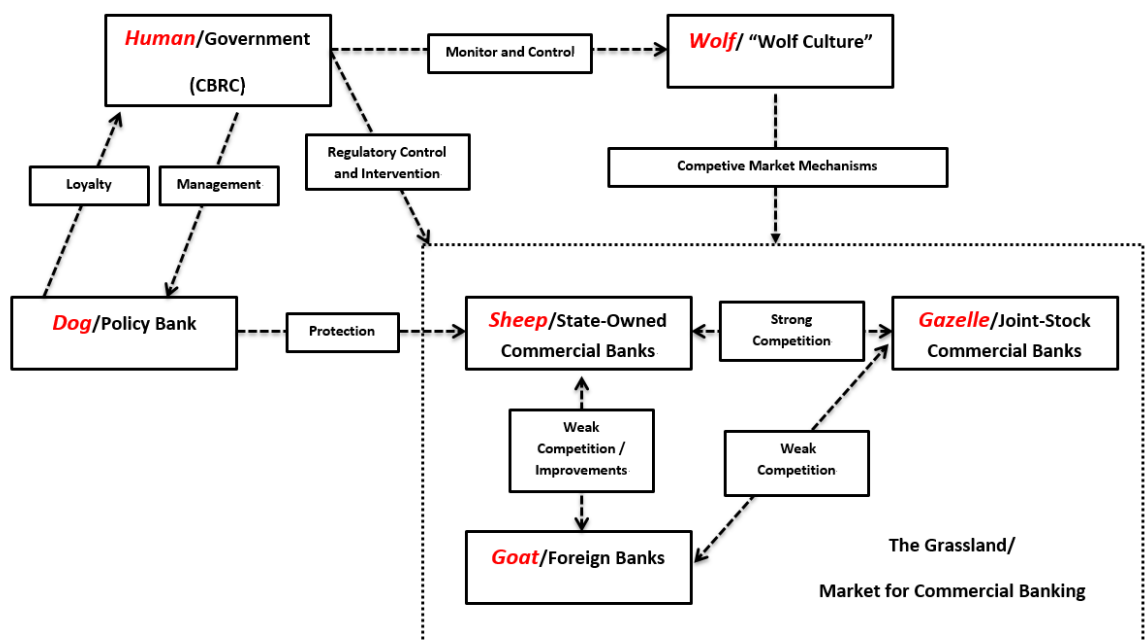 Human/Government
(CBRC)
Monitor and Control
Wolf/ “Wolf Culture”
Loyalty
Management
Regulatory Control
and Intervention
Competive Market Mechanisms
Dog/Policy Bank
Protection
Sheep/State-Owned
Commercial Banks
Strong
Competition
Gazelle/Joint-Stock
Commercial Banks
Weak
Competition /
Improvements
Weak
Competition
Goat/Foreign Banks
The Grassland/
Market for Commercial Banking